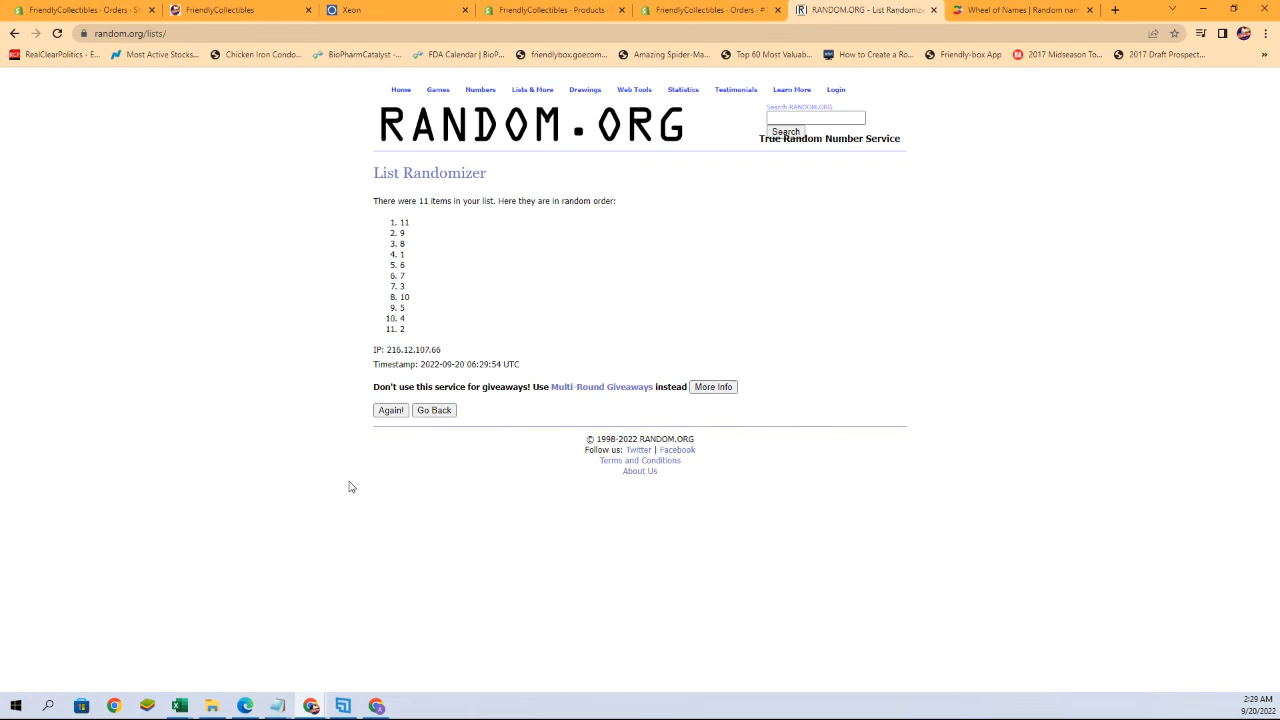 FriendlyCollectibles - Orders - Sh
FriendlyCollectibles
Xeon
FriendlyCollectibles - Products -
FriendlyCollectibles - Orders - #
RANDOM.ORG - List Randomize
Wheel of Names | Random nam
random.org/lists/
RealClearPolitics - E...
Most Active Stocks...
Chicken Iron Condo...
BioPharmCatalyst -...
FDA Calendar | BioP...
friendlybox.goecom...
Amazing Spider-Ma...
Top 60 Most Valuab...
How to Create a Ro...
Friendly-box App
2017 Midseason To...
2017 Draft Prospect...
»
Home Games Numbers Lists & More Drawings Web Tools Statistics Testimonials Learn More Login
RANDOM.ORG
Search RANDOM.ORG
Search
True Random Number Service
List Randomizer
There were 11 items in your list. Here they are in random order:
1. 11
2. 9
3. 8
4. 1
5. 6
6. 7
7. 3
8. 10
9. 5
10. 4
11. 2
IP: 216.12.107.66
Timestamp: 2022-09-20 06:29:54 UTC
Don't use this service for giveaways! Use Multi-Round Giveaways instead More Info
Again! Go Back
© 1998-2022 RANDOM.ORG
Follow us: Twitter | Facebook
Terms and Conditions
About Us
2:29 AM
9/20/2022